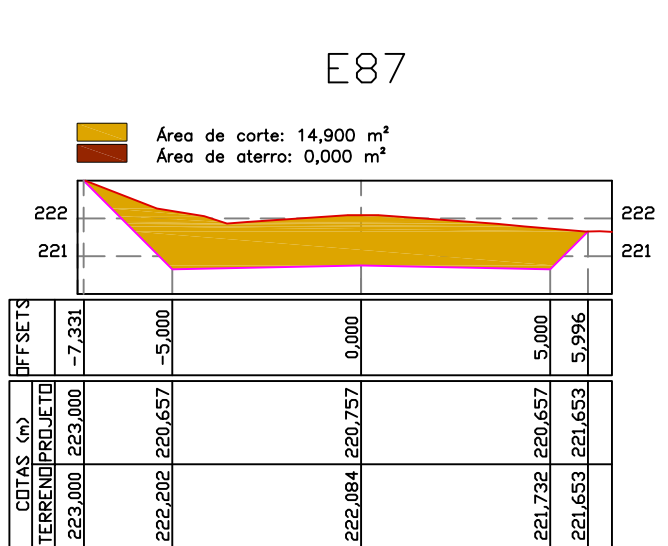 E87
Área de corte: 14,900 m²
Área de aterro: 0,000 m²
222 222
221 221
OFFSETS -7,331 -5,000 0,000 5,000 5,996
COTAS (m)
PROJETO 223,000 220,657 220,757 220,657 221,653
TERRENO 223,000 222,202 222,084 221,732 221,653